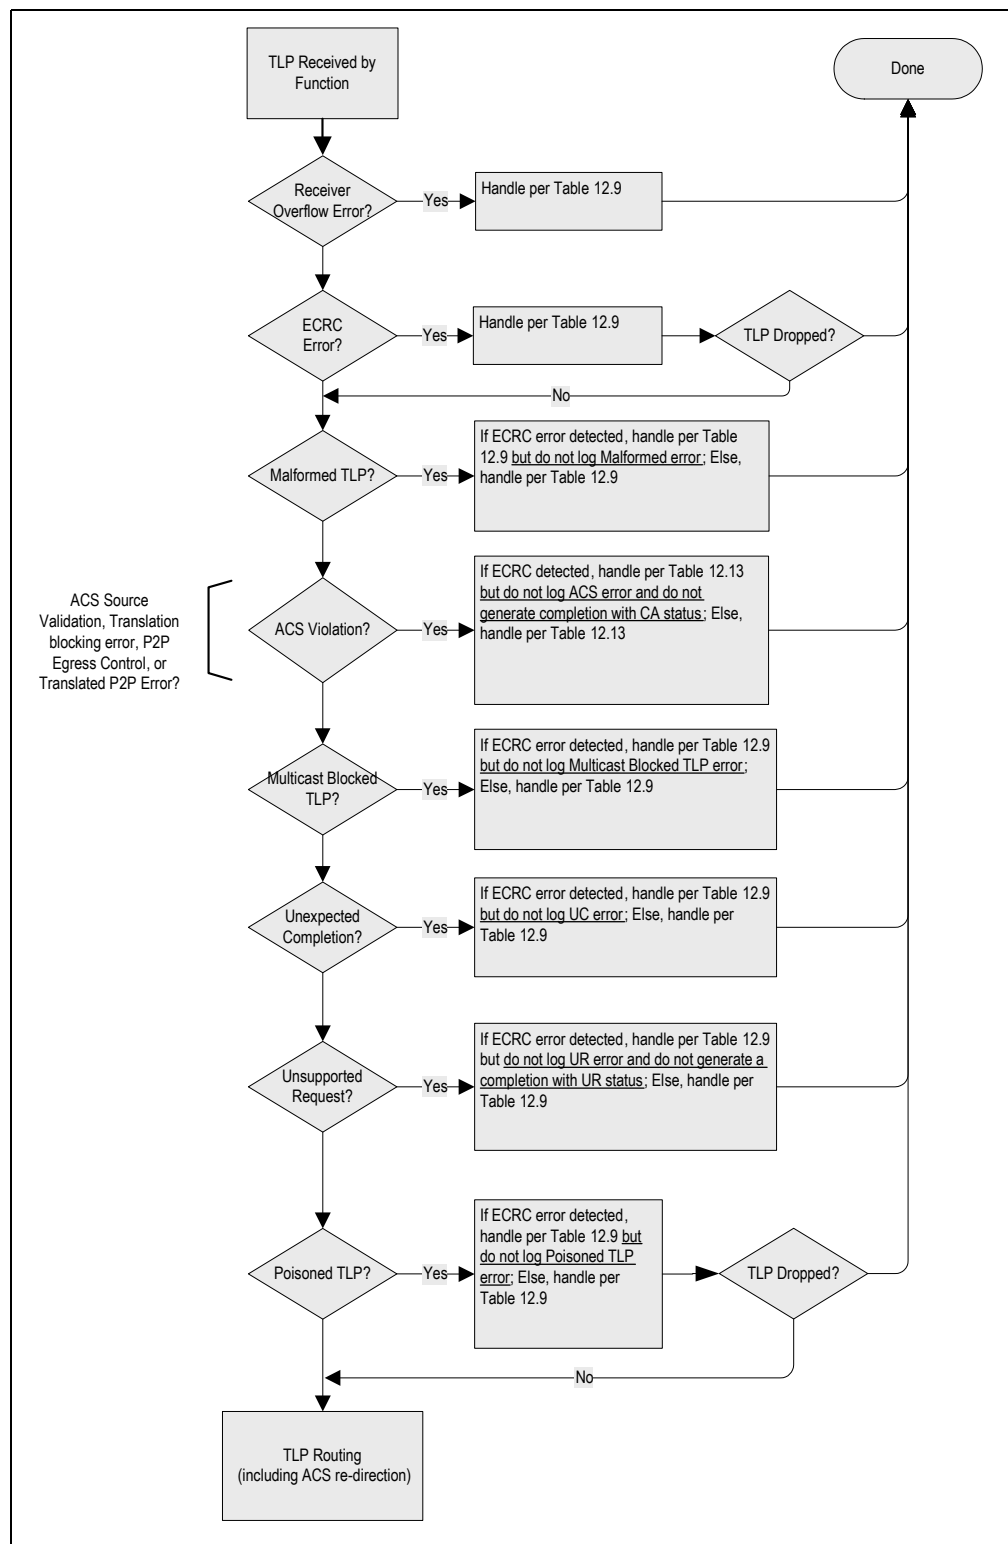 TLP Received by
Function
Done
Receiver
Overflow Error?
Yes
Handle per Table 12.9
ECRC
Error?
Yes
Handle per Table 12.9
TLP Dropped?
No
Malformed TLP?
Yes
If ECRC error detected, handle per Table
12.9 but do not log Malformed error; Else,
handle per Table 12.9
ACS Source
Validation, Translation
blocking error, P2P
Egress Control, or
Translated P2P Error?
ACS Violation?
Yes
If ECRC detected, handle per Table 12.13
but do not log ACS error and do not
generate completion with CA status; Else,
handle per Table 12.13
Multicast Blocked
TLP?
Yes
If ECRC error detected, handle per Table 12.9
but do not log Multicast Blocked TLP error;
Else, handle per Table 12.9
Unexpected
Completion?
Yes
If ECRC error detected, handle per Table 12.9
but do not log UC error; Else, handle per
Table 12.9
Unsupported
Request?
Yes
If ECRC error detected, handle per Table 12.9
but do not log UR error and do not generate a
completion with UR status; Else, handle per
Table 12.9
Poisoned TLP?
Yes
If ECRC error detected,
handle per Table 12.9 but
do not log Poisoned TLP
error; Else, handle per
Table 12.9
TLP Dropped?
No
TLP Routing
(including ACS re-direction)